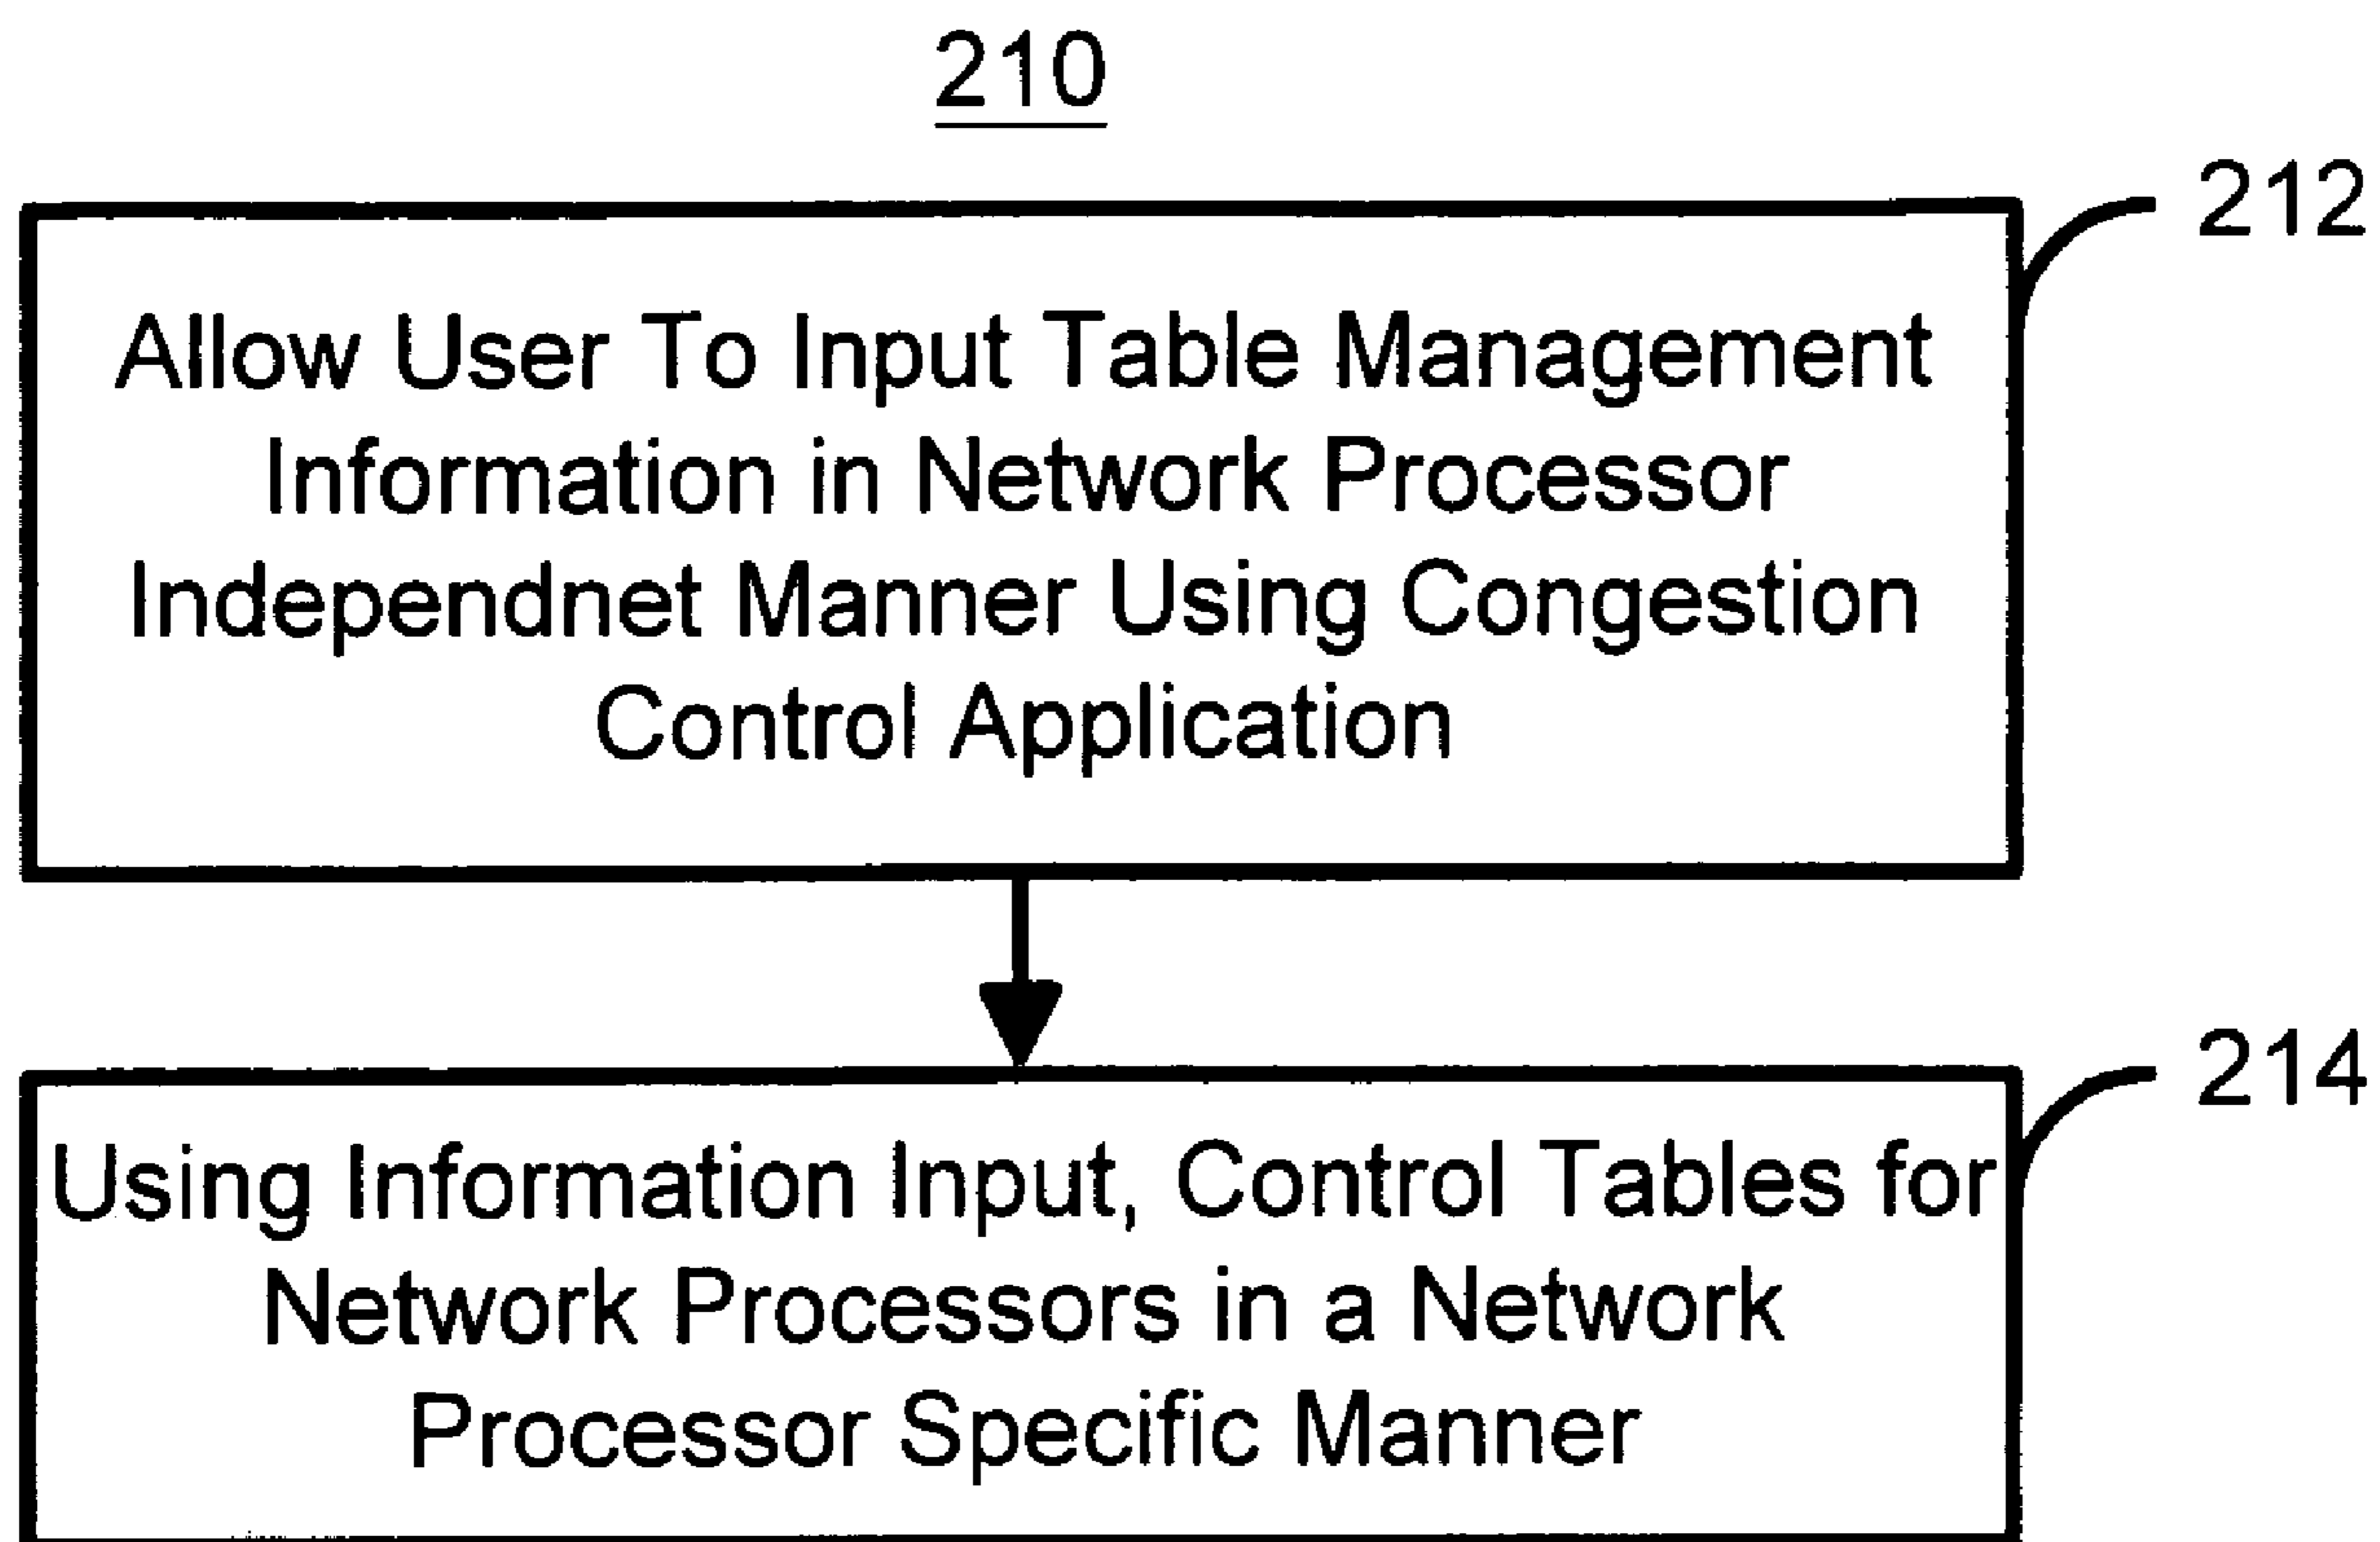 210
212
Allow User To Input Table Management
Information in Network Processor
Independnet Manner Using Congestion
Control Application
214
Using Information Input, Control Tables for
Network Processors in a Network
Processor Specific Manner